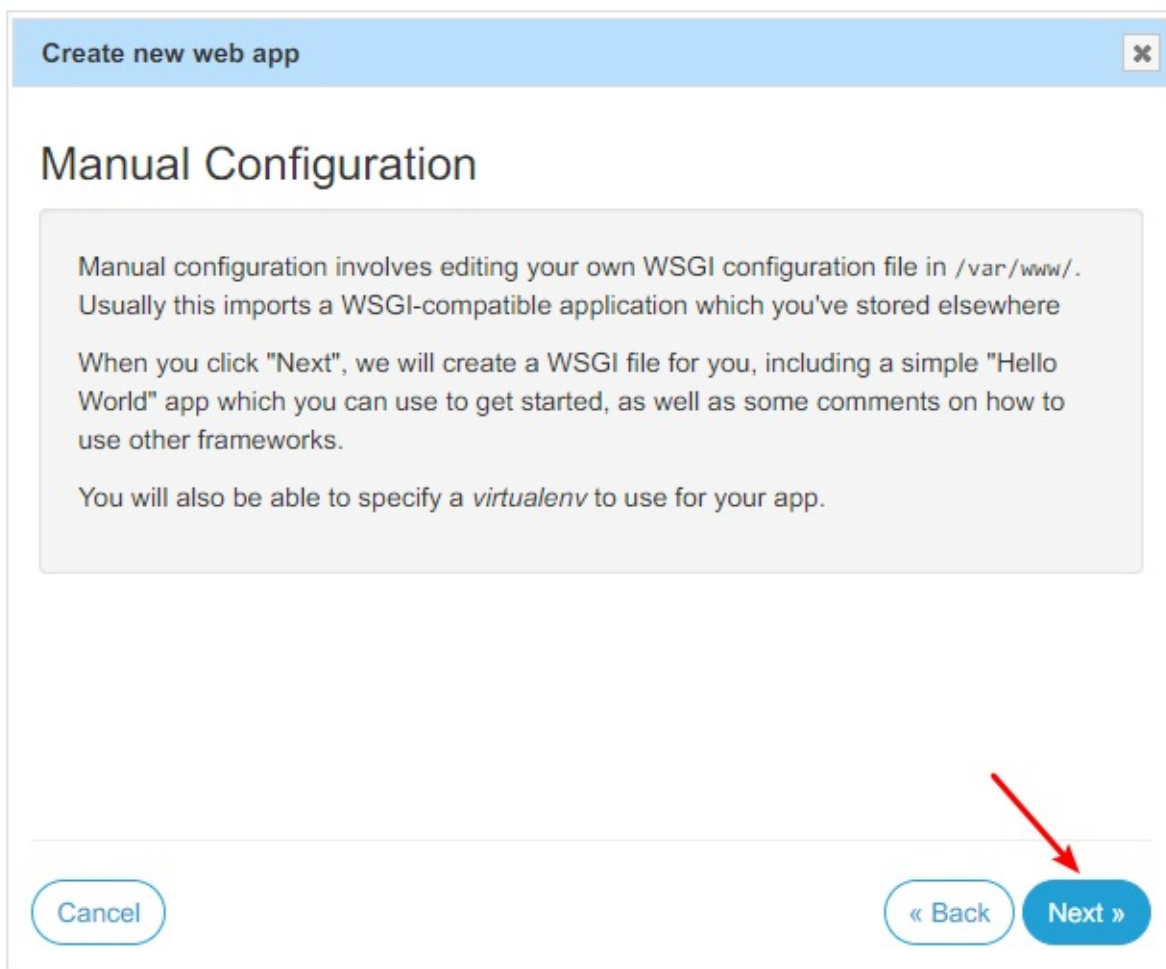 Create new web app
Manual Configuration
Manual configuration involves editing your own WSGI configuration file in /var/www/.
Usually this imports a WSGI-compatible application which you've stored elsewhere
When you click "Next", we will create a WSGI file for you, including a simple "Hello
World" app which you can use to get started, as well as some comments on how to
use other frameworks.
You will also be able to specify a virtualenv to use for your app.
Cancel
« Back
Next »